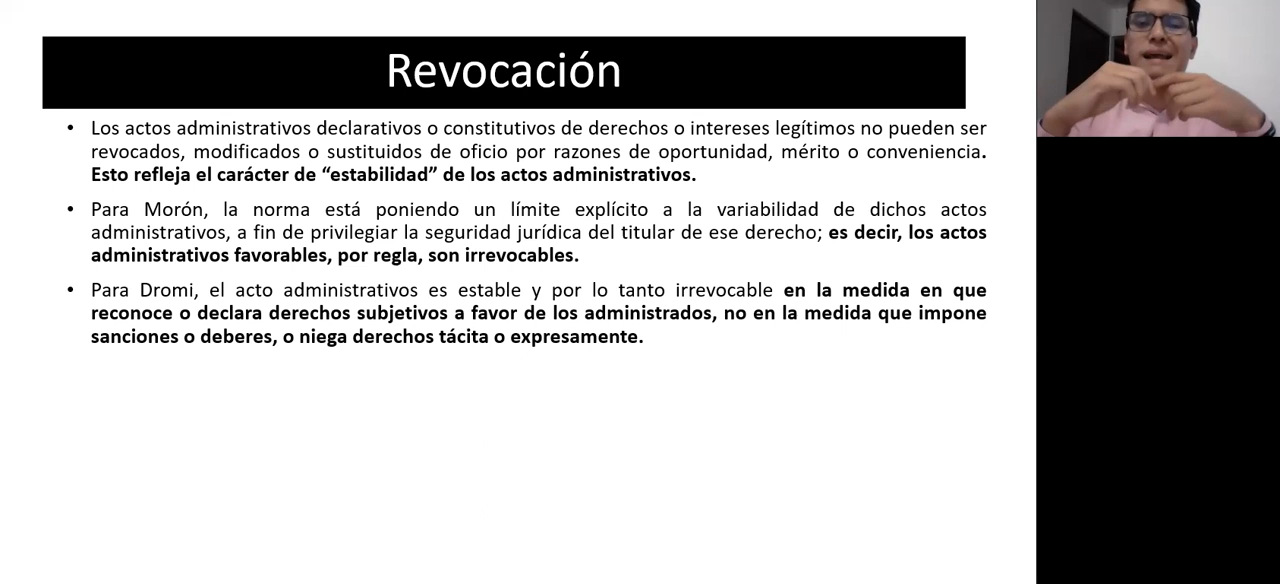 Revocación
• Los actos administrativos declarativos o constitutivos de derechos o intereses legítimos no pueden ser
revocados, modificados o sustituidos de oficio por razones de oportunidad, mérito o conveniencia.
Esto refleja el carácter de “estabilidad” de los actos administrativos.
• Para Morón, la norma está poniendo un límite explícito a la variabilidad de dichos actos
administrativos, a fin de privilegiar la seguridad jurídica del titular de ese derecho; es decir, los actos
administrativos favorables, por regla, son irrevocables.
• Para Dromi, el acto administrativos es estable y por lo tanto irrevocable en la medida en que
reconoce o declara derechos subjetivos a favor de los administrados, no en la medida que impone
sanciones o deberes, o niega derechos tácita o expresamente.